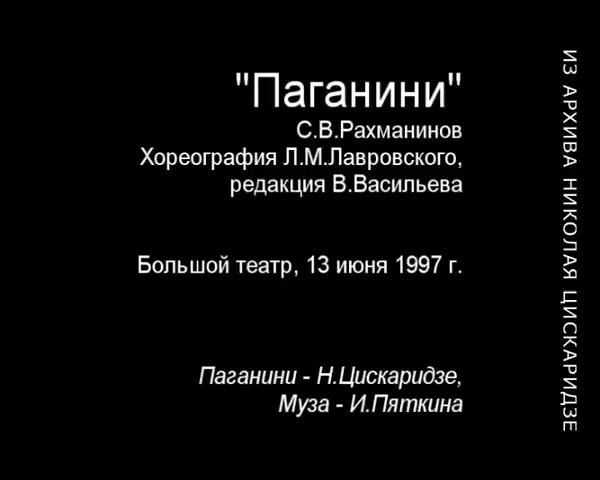 "Паганини"
С.В.Рахманинов
Хореография Л.М.Лавровского,
редакция В.Васильева
Большой театр, 13 июня 1997 г.
Паганини - Н.Цискаридзе,
Муза - И.Пяткина
ИЗ АРХИВА НИКОЛАЯ ЦИСКАРИДЗЕ